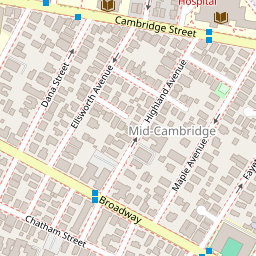 Hospital
Cambridge Street
Dana Street
Ellsworth Avenue
Highland Avenue
Mid-Cambridge
Maple Avenue
Broadway
Chatham Street